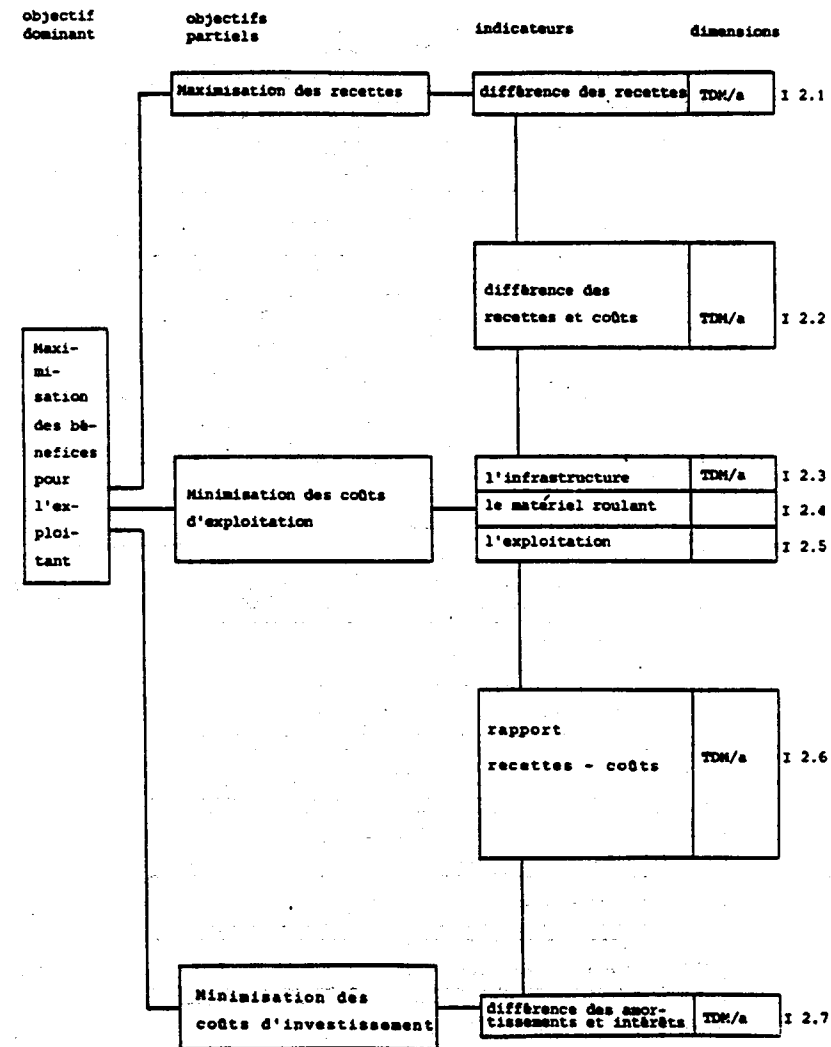 objectif
dominant
objectifs
partiels
indicateurs
dimensions
Maximisation des recettes
différence des recettes
TDM/a
I 2.1
différence des
recettes et coûts
TDM/a
I 2.2
Maxi-
mi-
sation
des bé-
nefices
pour
l'ex-
ploi-
tant
Minimisation des coûts
d'exploitation
l'infrastructure
TDM/a
I 2.3
le matériel roulant
I 2.4
l'exploitation
I 2.5
rapport
recettes - coûts
TDM/a
I 2.6
Minimisation des
coûts d'investissement
différence des amor-
tissements et intérêts
TDM/a
I 2.7